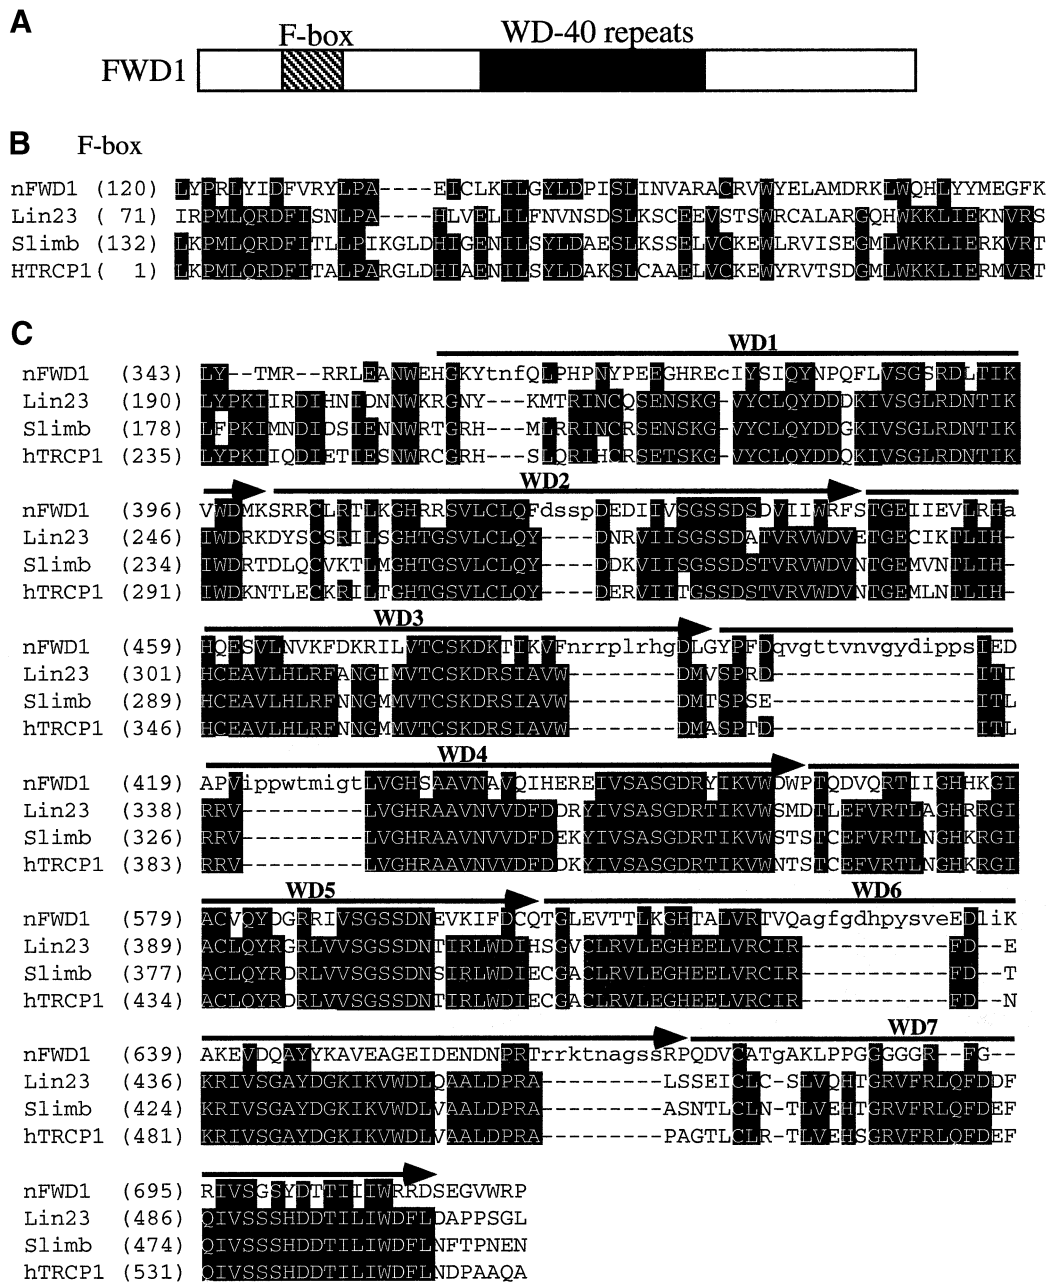 A
F-box WD-40 repeats
FWD1
B F-box
nFWD1 (120) LYPRLYIDFVRYLPA----EICLKILGYLDPISLINVARACRVWYELAMDRKLWQHLYYMEGFK
Lin23 ( 71) IRPMLQRDFISNLPA----HLVELILFNVNSDSLKSCEEVSTSWRCALARGQHWKKLIEKNVRS
Slimb (132) LKPMLQRDFITLLPIKGLDHIGENILSYLDAESLKSSELVCKEWLRVISEGMLWKKLIERKVRT
HTRCP1( 1) LKPMLQRDFITALPARGLDHIAENILSYLDAKSLCAAELVCKEWYRVTSDGMLWKKLIERMVRT
C
WD1
nFWD1 (343) LY--TMR--RRLEANWEHGKYtnfQLPHPNYPEEGHREcIYSIQYNPQFLVSGSRDLTIK
Lin23 (190) LYPKIIRDIHNIDNNWKRGNY---KMTRINCQSENSKG-VYCLQYDDDKIVSGLRDNTIK
Slimb (178) LFPKIMNDIDSIENNWRTGRH---MLRRINCRSENSKG-VYCLQYDDGKIVSGLRDNTIK
hTRCP1 (235) LYPKIIQDIETIESNWRCGRH---SLQRIHCRSETSKG-VYCLQYDDQKIVSGLRDNTIK
WD2
nFWD1 (396) VWDMKSRRCLRTLKGHRRSVLCLQFdsspDEDIIVSGSSDSDVIIWRFSTGEIIEVLRHa
Lin23 (246) IWDRKDYSCSRILSGHTGSVLCLQY----DNRVIISGSSDATVRVWDVETGECIKTLIH-
Slimb (234) IWDRTDLQCVKTLMGHTGSVLCLQY----DDKVIISGSSDSTVRVWDVNTGEMVNTLIH-
hTRCP1 (291) IWDKNTLECKRILTGHTGSVLCLQY----DERVIITGSSDSTVRVWDVNTGEMLNTLIH-
WD3
nFWD1 (459) HQESVLNVKFDKRILVTCSKDKTIKVFnrrplrhgDLGYPFDqvgttvnvgydippsIED
Lin23 (301) HCEAVLHLRFANGIMVTCSKDRSIAVW--------DMVSPRD---------------ITI
Slimb (289) HCEAVLHLRFNNGMMVTCSKDRSIAVW--------DMTSPSE---------------ITL
hTRCP1 (346) HCEAVLHLRFNNGMMVTCSKDRSIAVW--------DMASPTD---------------ITL
WD4
nFWD1 (419) APVippwtmigtLVGHSAAVNAVQIHEREIVSASGDRYIKVWDWPTQDVQRTIIGHHKGI
Lin23 (338) RRV---------LVGHRAAVNVVDFDDRYIVSASGDRTIKVWSMDTLEFVRTLAGHRRGI
Slimb (326) RRV---------LVGHRAAVNVVDFDEKYIVSASGDRTIKVWSTSTCEFVRTLNGHKRGI
hTRCP1 (383) RRV---------LVGHRAAVNVVDFDDKYIVSASGDRTIKVWNTSTCEFVRTLNGHKRGI
WD5 WD6
nFWD1 (579) ACVQYDGRRIVSGSSDNEVKIFDCQTGLEVTTLKGHTALVRTVQagfgdhpysveEDliK
Lin23 (389) ACLQYRGRLVVSGSSDNTIRLWDIHSGVCLRVLEGHEELVRCIR-----------FD--E
Slimb (377) ACLQYRDRLVVSGSSDNSIRLWDIECGACLRVLEGHEELVRCIR-----------FD--T
hTRCP1 (434) ACLQYRDRLVVSGSSDNTIRLWDIECGACLRVLEGHEELVRCIR-----------FD--N
WD7
nFWD1 (639) AKEVDQAYYKAVEAGEIDENDNPRTrrktnagssRPQDVCATgAKLPPGGGGGR--FG--
Lin23 (436) KRIVSGAYDGKIKVWDLQAALDPRA---------LSSEICLC-SLVQHTGRVFRLQFDDF
Slimb (424) KRIVSGAYDGKIKVWDLVAALDPRA---------ASNTLCLN-TLVEHTGRVFRLQFDEF
hTRCP1 (481) KRIVSGAYDGKIKVWDLVAALDPRA---------PAGTLCLR-TLVEHSGRVFRLQFDEF
nFWD1 (695) RIVSGSYDTTIIIWRRDSEGVWRP
Lin23 (486) QIVSSSHDDTILIWDFLDAPPSGL
Slimb (474) QIVSSSHDDTILIWDFLNFTPNEN
hTRCP1 (531) QIVSSSHDDTILIWDFLNDPAAQA